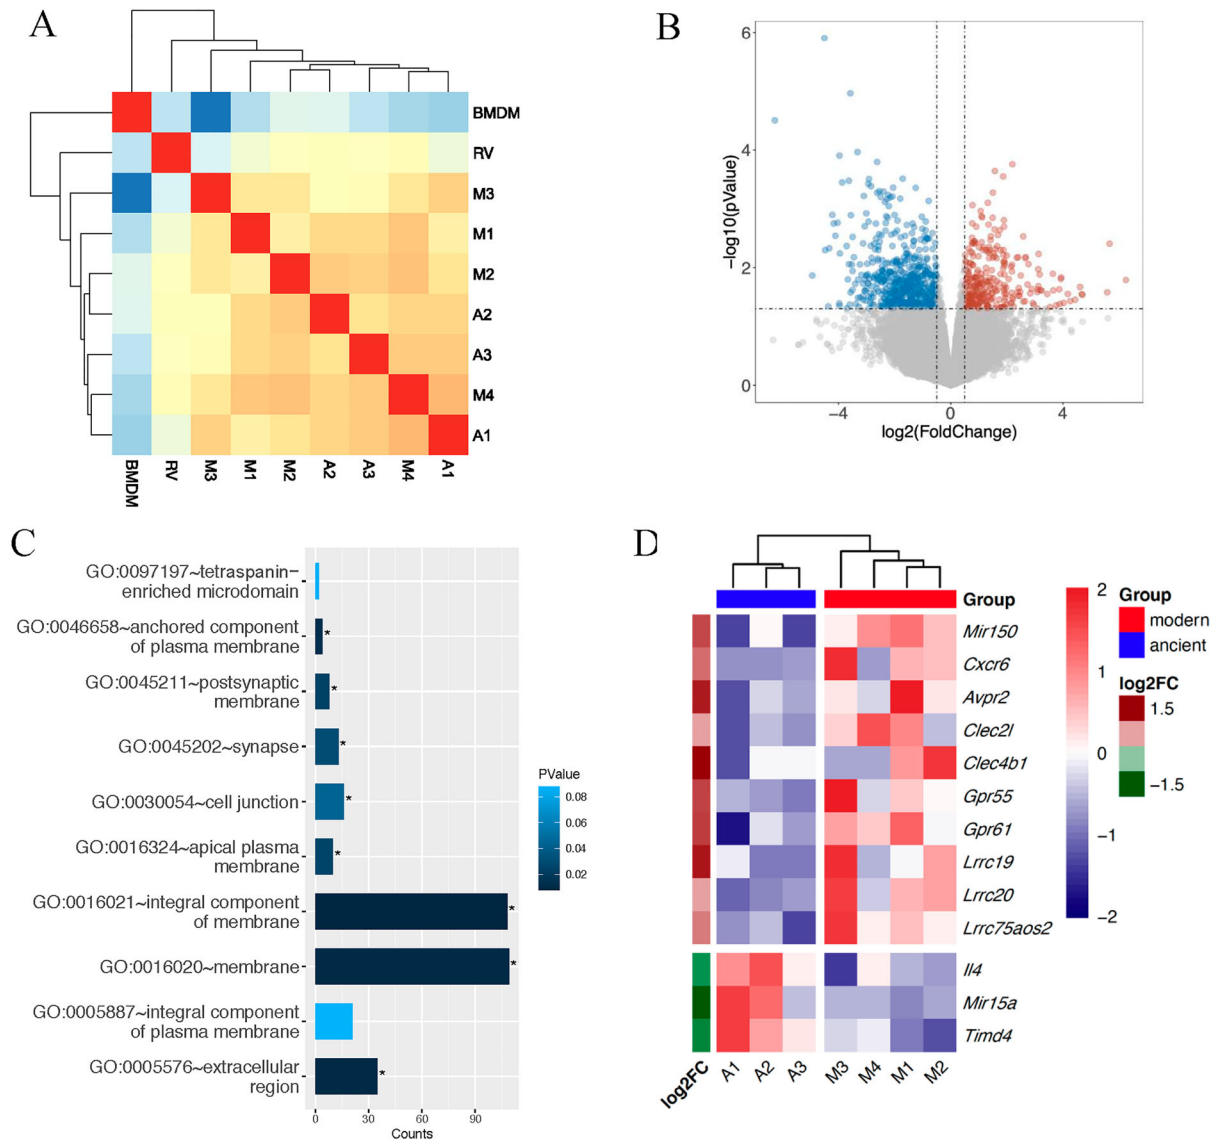 A
BMDM
RV
M3
M1
M2
A2
A3
M4
A1
BMDM
RV
M3
M1
M2
A2
A3
M4
A1
B
6
4
2
0
−log10(pValue)
−4
0
4
log2(FoldChange)
C
GO:0097197~tetraspanin−
enriched microdomain
GO:0046658~anchored component
of plasma membrane
*
GO:0045211~postsynaptic
membrane
*
GO:0045202~synapse
*
GO:0030054~cell junction
*
GO:0016324~apical plasma
membrane
*
GO:0016021~integral component
of membrane
*
GO:0016020~membrane
*
GO:0005887~integral component
of plasma membrane
GO:0005576~extracellular
region
*
0
30
60
90
Counts
PValue
0.08
0.06
0.04
0.02
D
Group
Mir150
Cxcr6
Avpr2
Clec2l
Clec4b1
Gpr55
Gpr61
Lrrc19
Lrrc20
Lrrc75aos2
Il4
Mir15a
Timd4
log2FC
A1
A2
A3
M3
M4
M1
M2
2
1
0
−1
−2
Group
modern
ancient
log2FC
1.5
−1.5